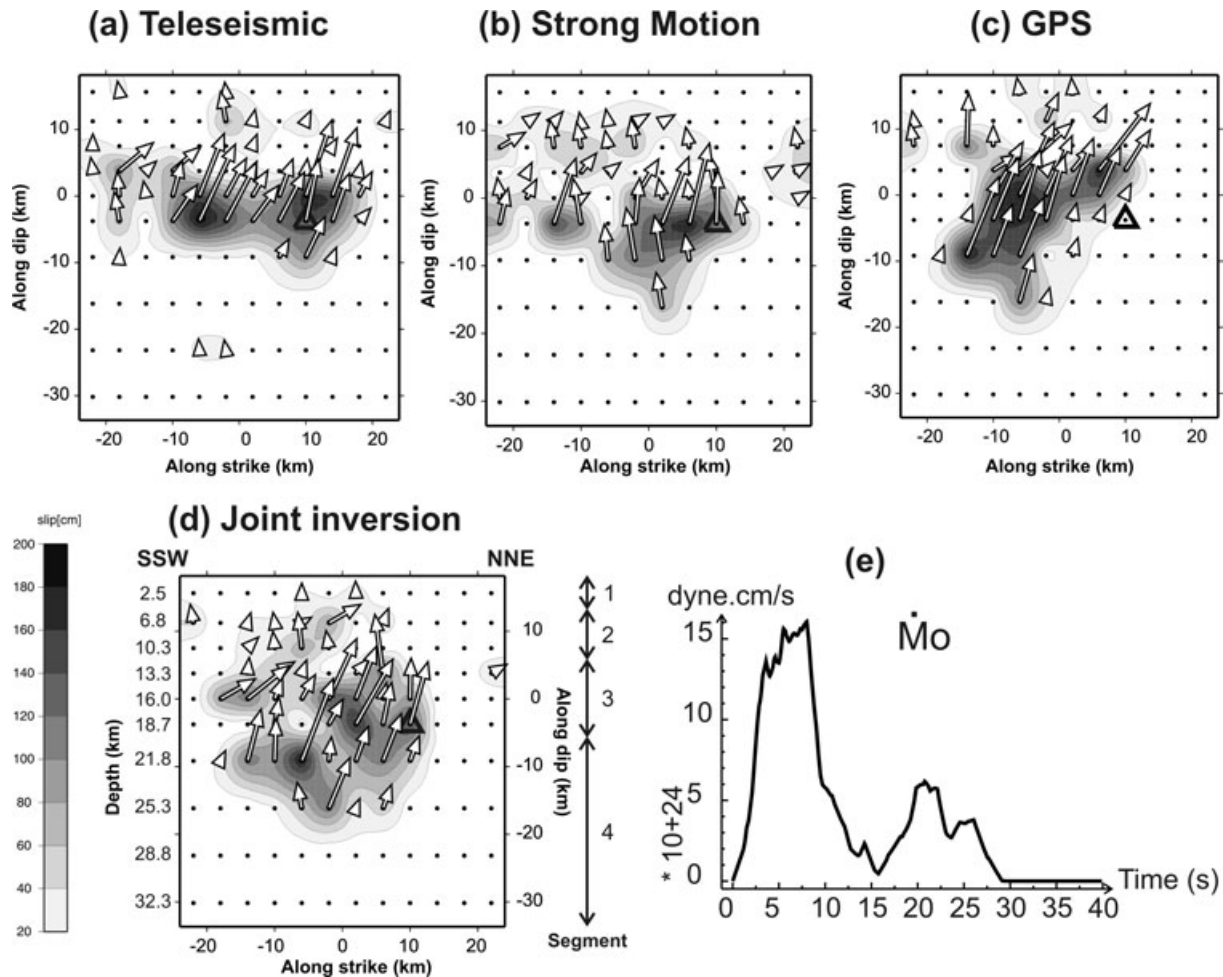 (a) Teleseismic
(b) Strong Motion
(c) GPS
Along dip (km)
10
0
-10
-20
-30
-20 -10 0 10 20
Along strike (km)
Along dip (km)
10
0
-10
-20
-30
-20 -10 0 10 20
Along strike (km)
Along dip (km)
10
0
-10
-20
-30
-20 -10 0 10 20
Along strike (km)
(d) Joint inversion
slip[cm]
200
180
160
140
120
100
80
60
40
20
SSW NNE
Depth (km)
2.5
6.8
10.3
13.3
16.0
18.7
21.8
25.3
28.8
32.3
-20 -10 0 10 20
Along strike (km)
10
0
-10
-20
-30
Along dip (km)
1
2
3
4
Segment
(e)
dyne.cm/s
Ṁo
* 10+24
15
10
5
0
0 5 10 15 20 25 30 35 40
Time (s)